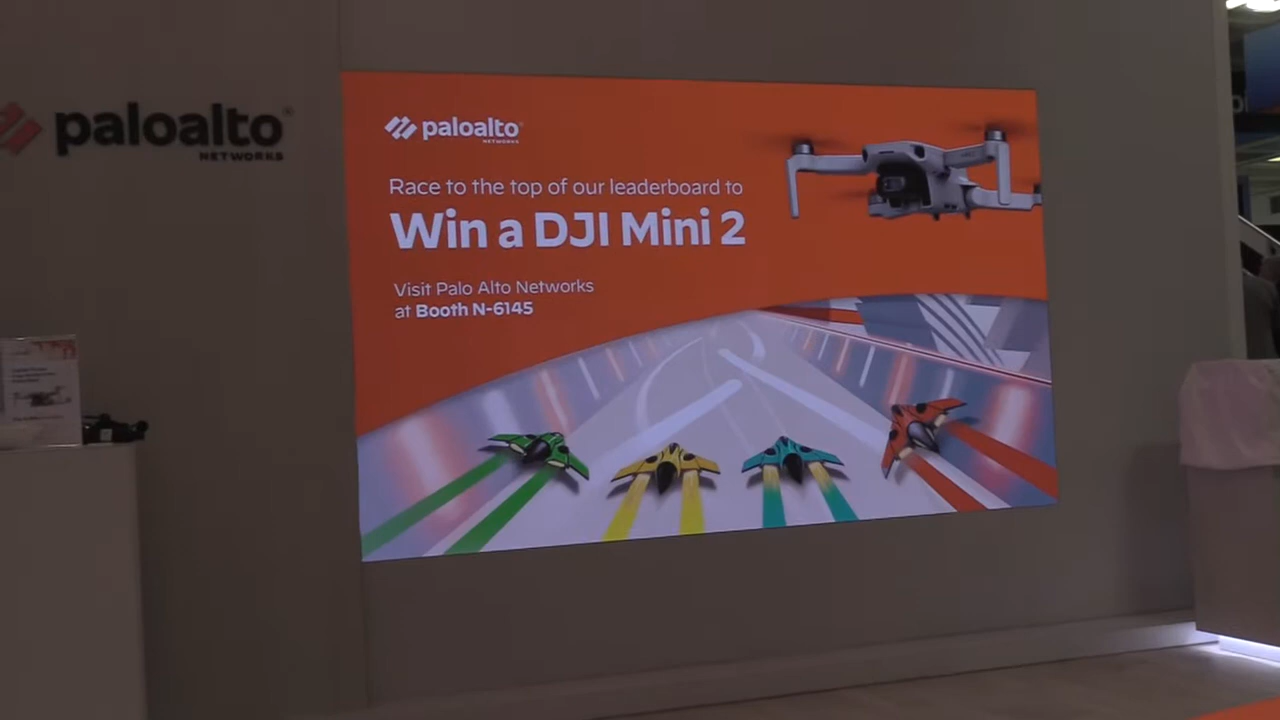 paloalto
NETWORKS
paloalto
NETWORKS
Race to the top of our leaderboard to
Win a DJI Mini 2
Visit Palo Alto Networks
at Booth N-6145